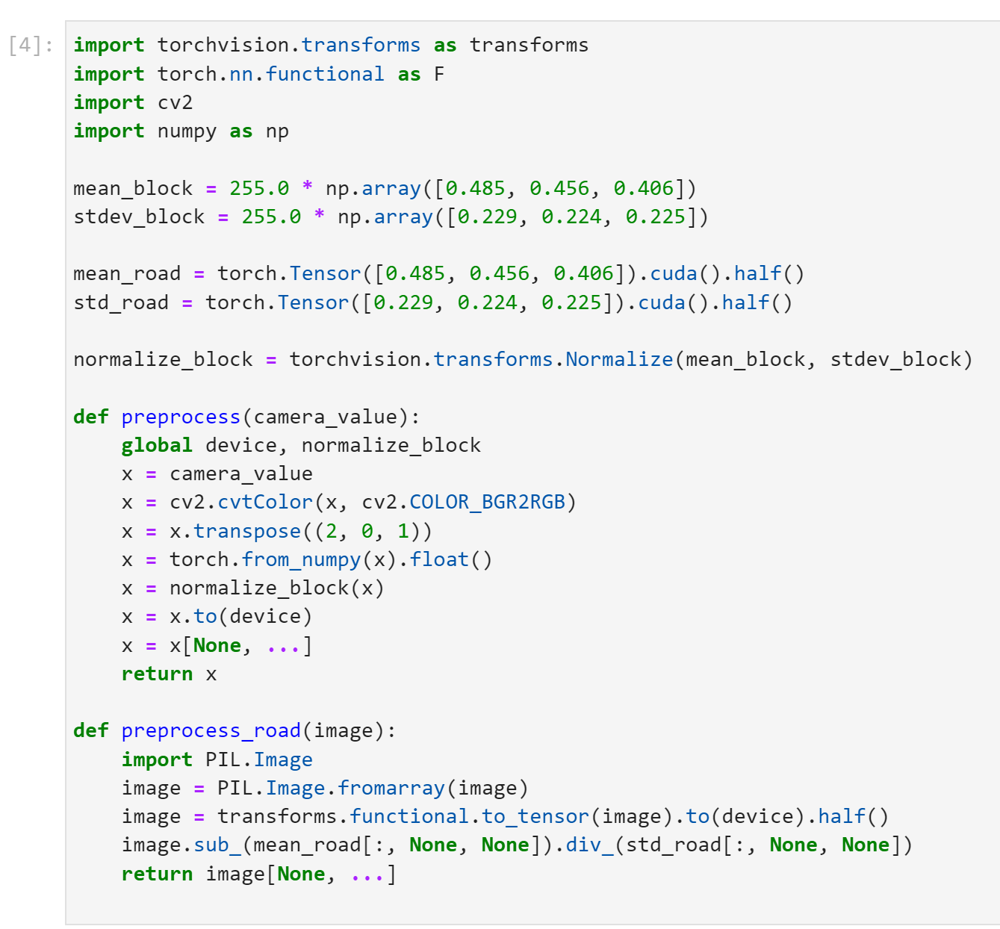 [4]: import torchvision.transforms as transforms
import torch.nn.functional as F
import cv2
import numpy as np

mean_block = 255.0 * np.array([0.485, 0.456, 0.406])
stdev_block = 255.0 * np.array([0.229, 0.224, 0.225])

mean_road = torch.Tensor([0.485, 0.456, 0.406]).cuda().half()
std_road = torch.Tensor([0.229, 0.224, 0.225]).cuda().half()

normalize_block = torchvision.transforms.Normalize(mean_block, stdev_block)

def preprocess(camera_value):
    global device, normalize_block
    x = camera_value
    x = cv2.cvtColor(x, cv2.COLOR_BGR2RGB)
    x = x.transpose((2, 0, 1))
    x = torch.from_numpy(x).float()
    x = normalize_block(x)
    x = x.to(device)
    x = x[None, ...]
    return x

def preprocess_road(image):
    import PIL.Image
    image = PIL.Image.fromarray(image)
    image = transforms.functional.to_tensor(image).to(device).half()
    image.sub_(mean_road[:, None, None]).div_(std_road[:, None, None])
    return image[None, ...]